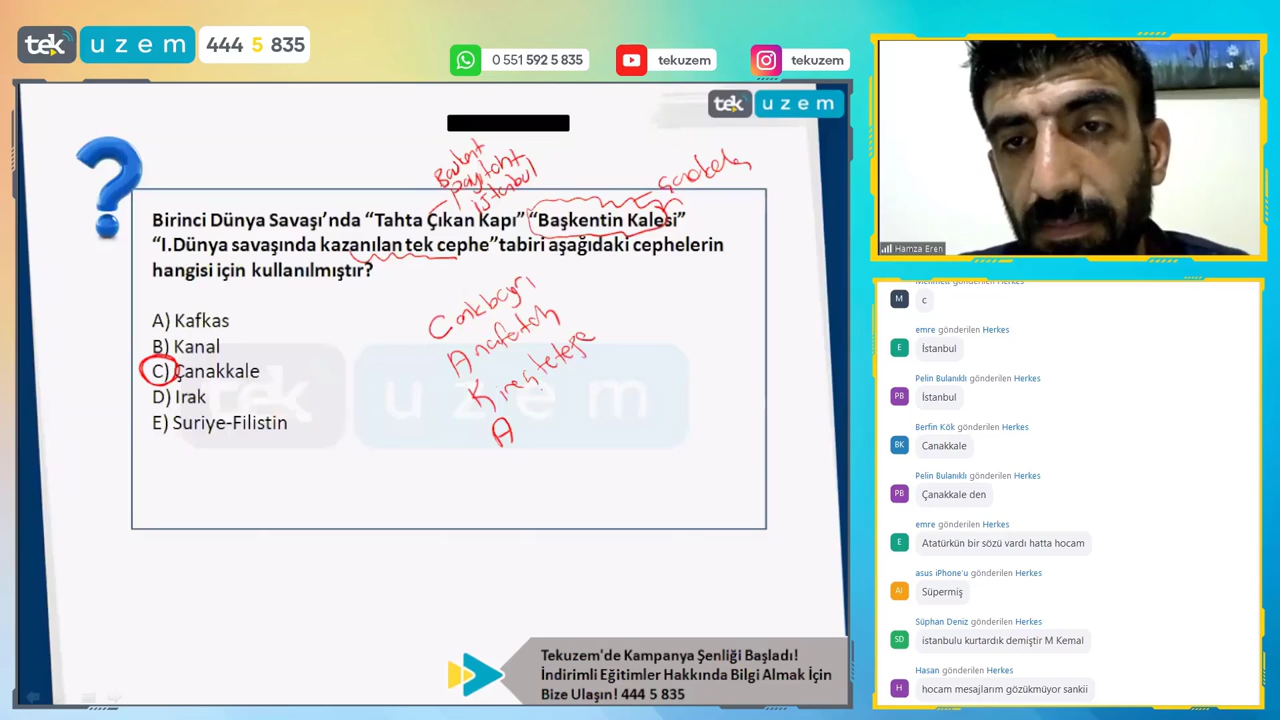 tek uzem 444 5 835
0 551 592 5 835 tekuzem tekuzem
tek uzem
payitaht
istanbul
Birinci Dünya Savaşı'nda “Tahta Çıkan Kapı” “Başkentin Kalesi”
“I.Dünya savaşında kazanılan tek cephe”tabiri aşağıdaki cephelerin
hangisi için kullanılmıştır?
A) Kafkas
B) Kanal
C) Çanakkale
D) Irak
E) Suriye-Filistin
Conkbayırı
Anafarta
Kireçtepe
A
tek uzem
Tekuzem'de Kampanya Şenliği Başladı!
İndirimli Eğitimler Hakkında Bilgi Almak İçin
Bize Ulaşın! 444 5 835
Hamza Eren
M c
emre gönderilen Herkes
E İstanbul
Pelin Bulanıklı gönderilen Herkes
PB İstanbul
Berfin Kök gönderilen Herkes
BK Canakkale
Pelin Bulanıklı gönderilen Herkes
PB Çanakkale den
emre gönderilen Herkes
E Atatürkün bir sözü vardı hatta hocam
asus iPhone'u gönderilen Herkes
AI Süpermiş
Süphan Deniz gönderilen Herkes
SD istanbulu kurtardık demiştir M Kemal
Hasan gönderilen Herkes
H hocam mesajlarım gözükmüyor sankii